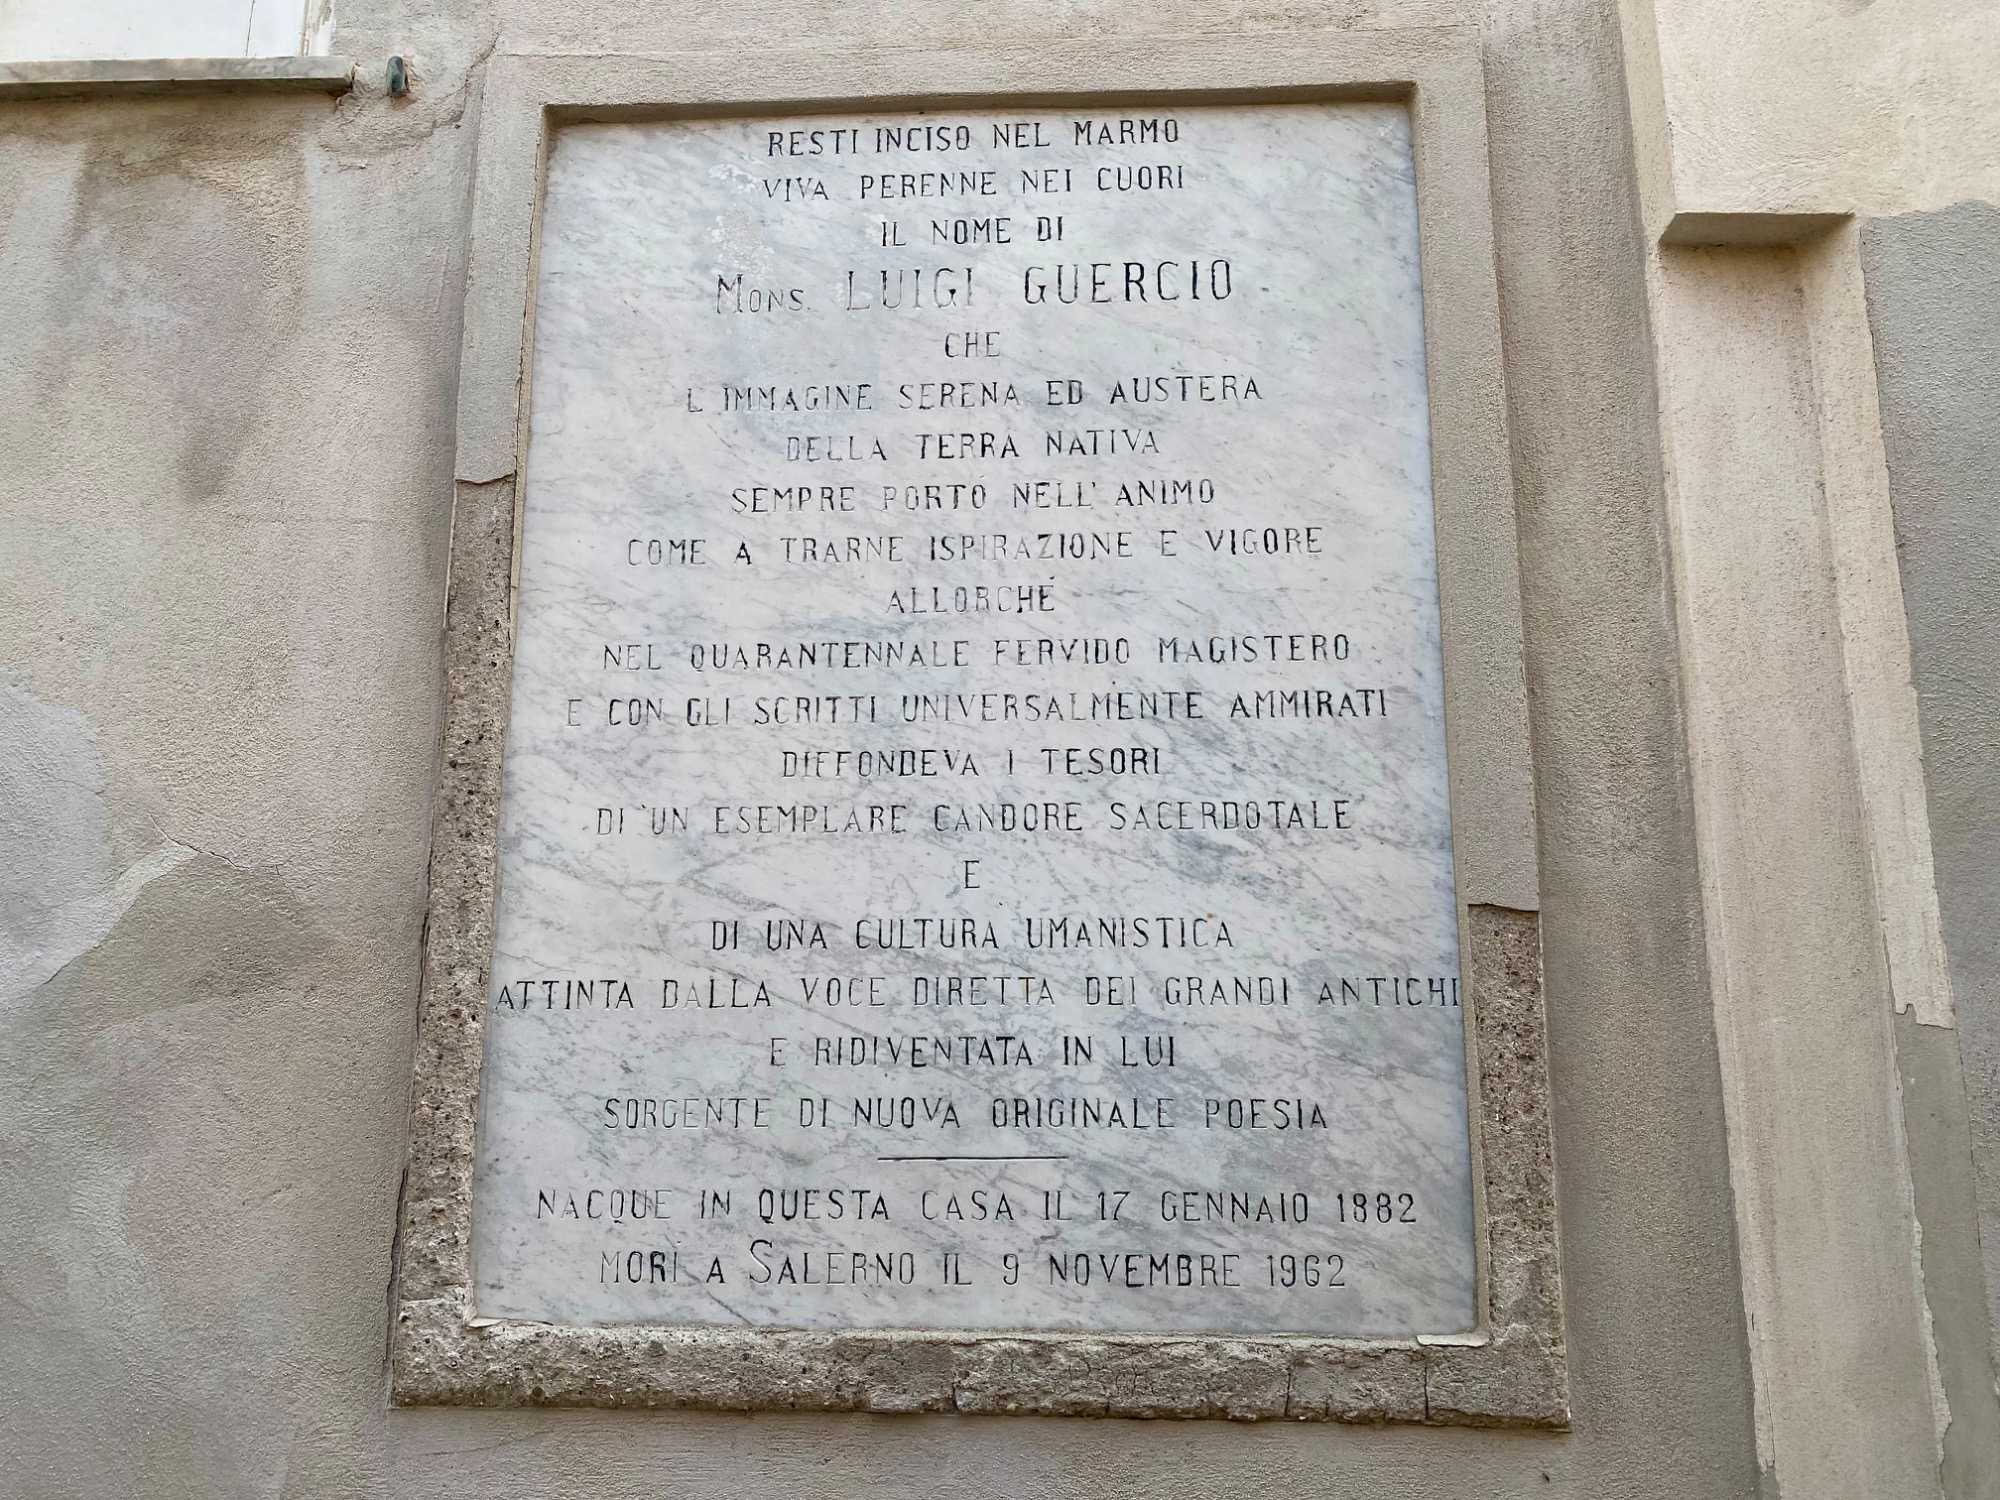 RESTI INCISO NEL MARMO
VIVA PERENNE NEI CUORI
IL NOME DI
MONS. LUIGI GUERCIO
CHE
L IMMAGINE SERENA ED AUSTERA
DELLA TERRA NATIVA
SEMPRE PORTÓ NELL' ANIMO
COME A TRARNE ISPIRAZIONE E VIGORE
ALLORCHÉ
NEL QUARANTENNALE FERVIDO MAGISTERO
E CON GLI SCRITTI UNIVERSALMENTE AMMIRATI
DIFFONDEVA I TESORI
DI 'UN ESEMPLARE CANDORE SACERDOTALE
E
DI UNA CULTURA UMANISTICA
ATTINTA DALLA VOCE DIRETTA DEI GRANDI ANTICHI
E RIDIVENTATA IN LUI
SORGENTE DI NUOVA ORIGINALE POESIA
NACQUE IN QUESTA CASA IL 17 GENNAIO 1882
MORÍ A SALERNO IL 9 NOVEMBRE 1962